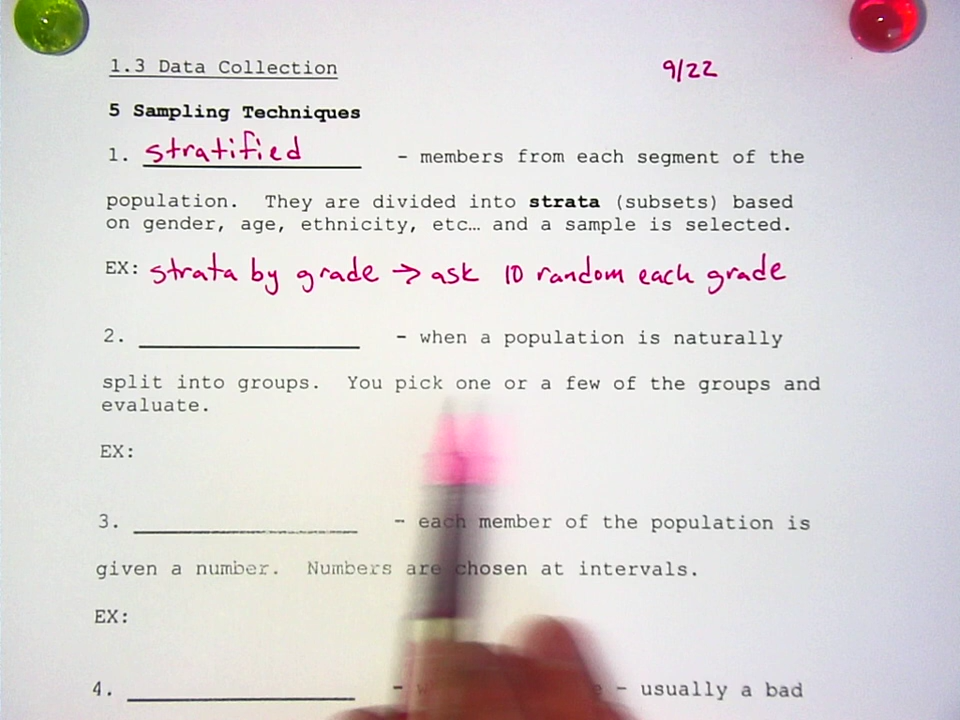 1.3 Data Collection 9/22
5 Sampling Techniques
1. stratified - members from each segment of the
population. They are divided into strata (subsets) based
on gender, age, ethnicity, etc… and a sample is selected.
EX: strata by grade → ask 10 random each grade
2. - when a population is naturally
split into groups. You pick one or a few of the groups and
evaluate.
EX:
3. - each member of the population is
given a number. Numbers are chosen at intervals.
EX:
4. - - usually a bad